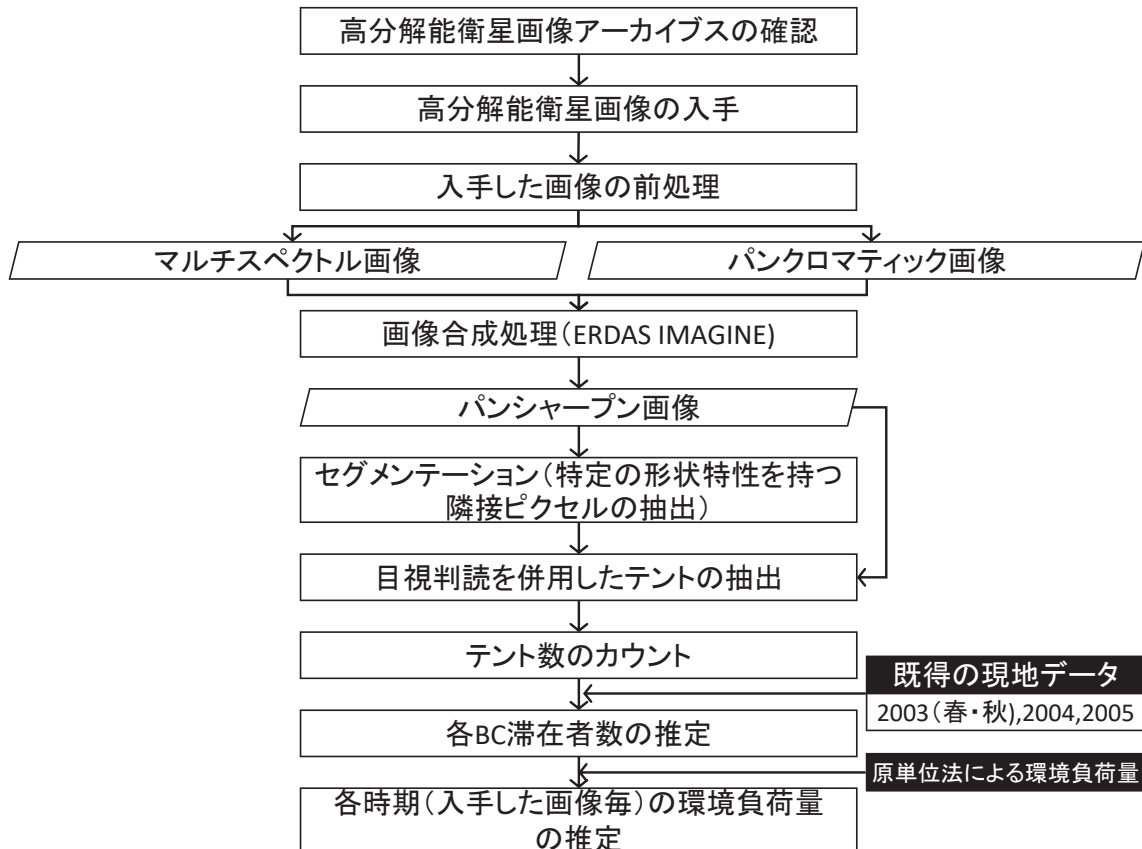 高分解能衛星画像アーカイブスの確認
高分解能衛星画像の入手
入手した画像の前処理
マルチスペクトル画像
パンクロマティック画像
画像合成処理(ERDAS IMAGINE)
パンシャープン画像
セグメンテーション(特定の形状特性を持つ
隣接ピクセルの抽出)
目視判読を併用したテントの抽出
テント数のカウント
既得の現地データ
2003(春・秋),2004,2005
各BC滞在者数の推定
原単位法による環境負荷量
各時期(入手した画像毎)の環境負荷量
の推定